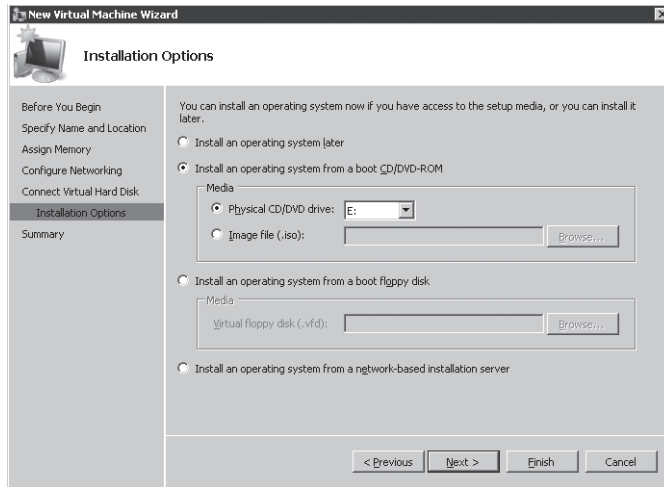 New Virtual Machine Wizard
Installation Options
Before You Begin
Specify Name and Location
Assign Memory
Configure Networking
Connect Virtual Hard Disk
Installation Options
Summary
You can install an operating system now if you have access to the setup media, or you can install it
later.
Install an operating system later
Install an operating system from a boot CD/DVD-ROM
Media
Physical CD/DVD drive: E:
Image file (.iso): Browse...
Install an operating system from a boot floppy disk
Media
Virtual floppy disk (.vfd): Browse...
Install an operating system from a network-based installation server
< Previous Next > Finish Cancel